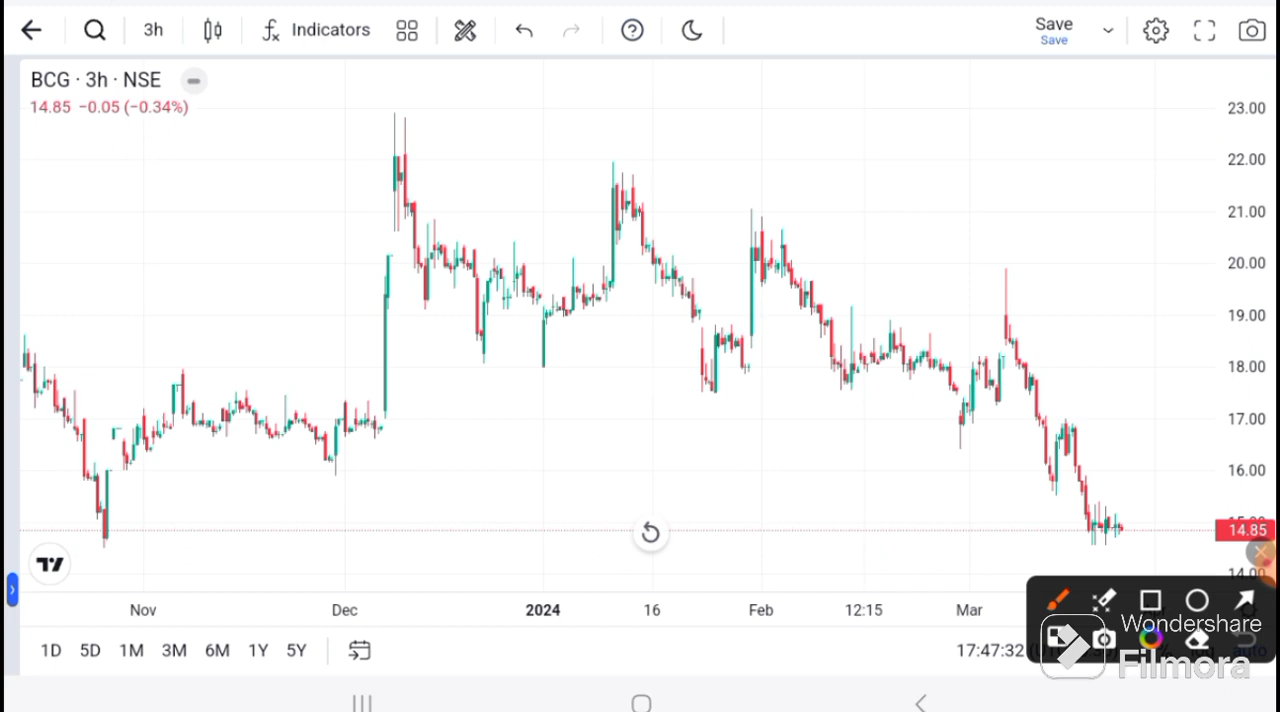 3h
Indicators
Save
Save
BCG · 3h · NSE
14.85 −0.05 (−0.34%)
23.00
22.00
21.00
20.00
19.00
18.00
17.00
16.00
14.85
14.00
Nov Dec 2024 16 Feb 12:15 Mar
1D 5D 1M 3M 6M 1Y 5Y
17:47:32
auto
Wondershare
Filmora